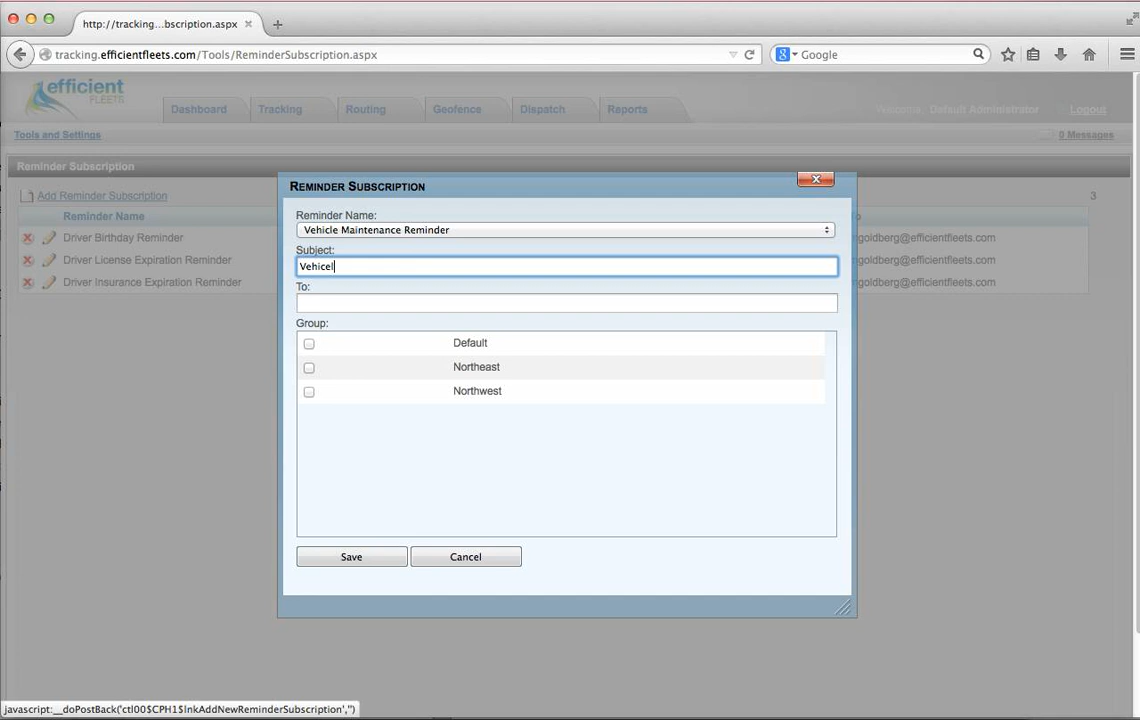 http://tracking...bscription.aspx
tracking.efficientfleets.com/Tools/ReminderSubscription.aspx
Google
efficient
FLEETS
Dashboard Tracking Routing Geofence Dispatch Reports
Welcome, Default Administrator Logout
Tools and Settings
0 Messages
Reminder Subscription
Add Reminder Subscription
3
Reminder Name
Driver Birthday Reminder
goldberg@efficientfleets.com
Driver License Expiration Reminder
goldberg@efficientfleets.com
Driver Insurance Expiration Reminder
goldberg@efficientfleets.com
REMINDER SUBSCRIPTION
Reminder Name:
Vehicle Maintenance Reminder
Subject:
Vehicel
To:
Group:
Default
Northeast
Northwest
Save Cancel
javascript:__doPostBack('ctl00$CPH1$lnkAddNewReminderSubscription','')